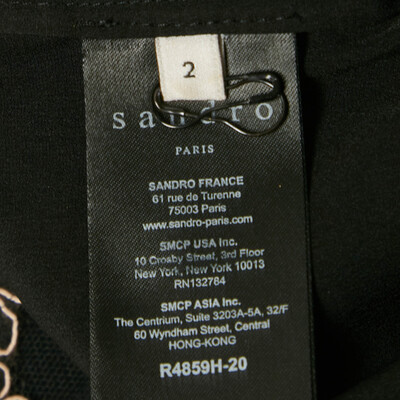 2
sandro
PARIS
SANDRO FRANCE
61 rue de Turenne
75003 Paris
www.sandro-paris.com
SMCP USA Inc.
10 Crosby Street, 3rd Floor
New York, New York 10013
RN132784
SMCP ASIA Inc.
The Centrium, Suite 3203A-5A, 32/F
60 Wyndham Street, Central
HONG-KONG
R4859H-20